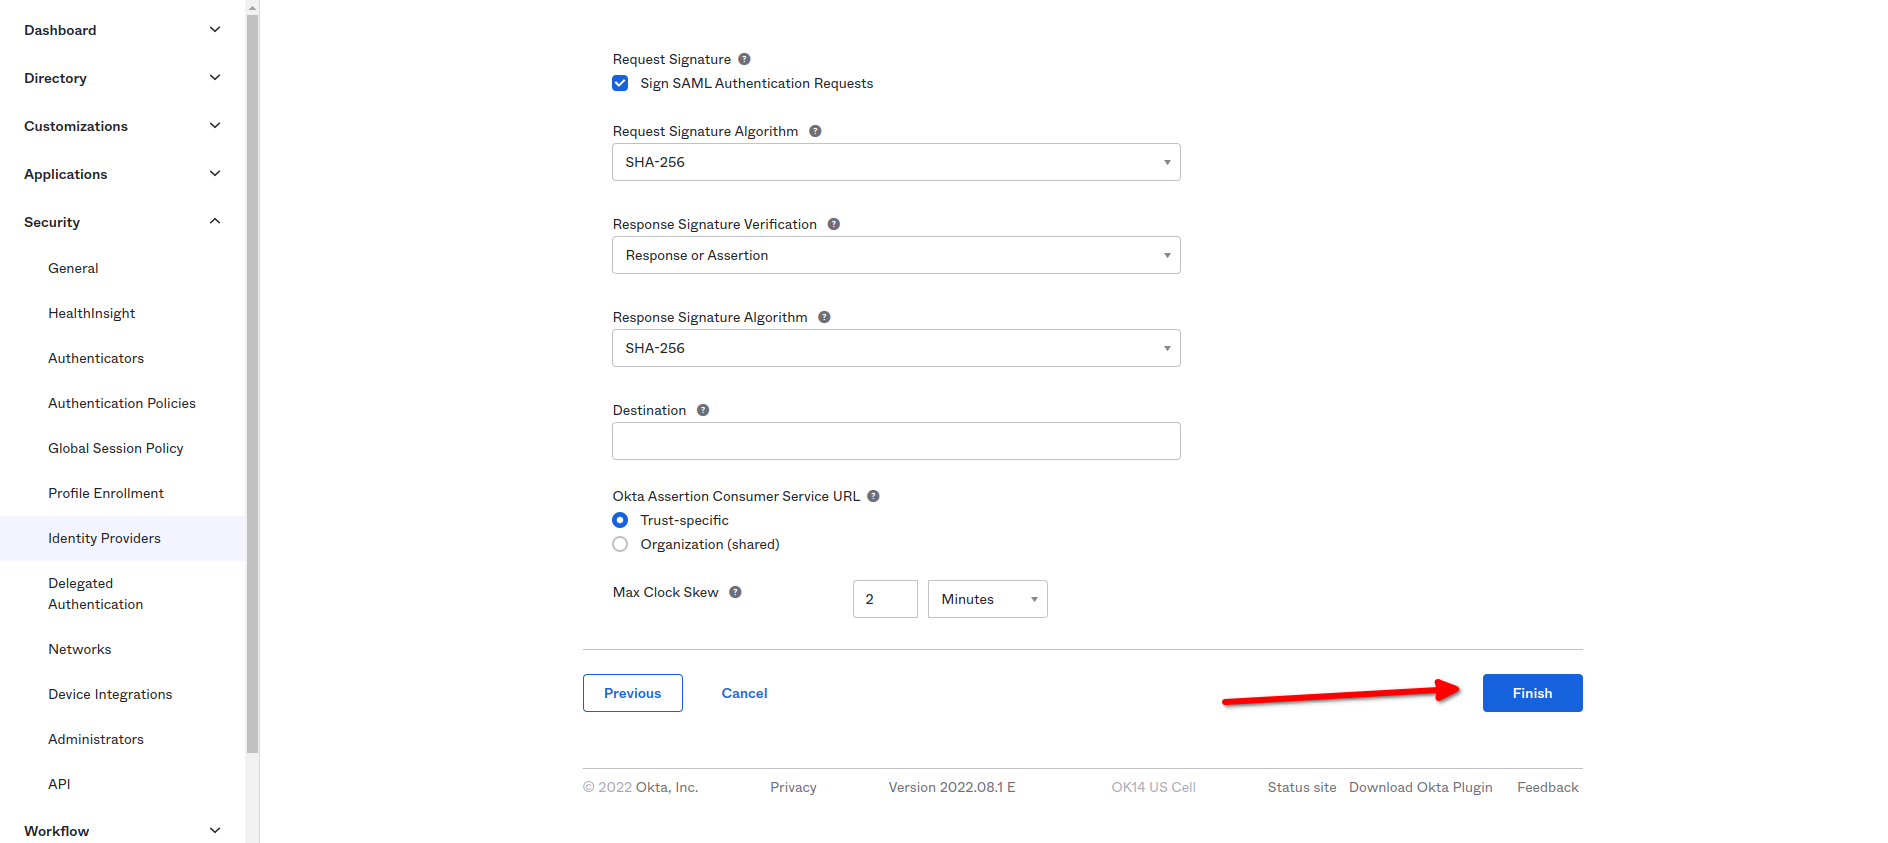 Dashboard
Directory
Customizations
Applications
Security
General
HealthInsight
Authenticators
Authentication Policies
Global Session Policy
Profile Enrollment
Identity Providers
Delegated
Authentication
Networks
Device Integrations
Administrators
API
Workflow
Request Signature ?
Sign SAML Authentication Requests
Request Signature Algorithm ?
SHA-256
Response Signature Verification ?
Response or Assertion
Response Signature Algorithm ?
SHA-256
Destination ?
Okta Assertion Consumer Service URL ?
Trust-specific
Organization (shared)
Max Clock Skew ? 2 Minutes
Previous Cancel Finish
© 2022 Okta, Inc. Privacy Version 2022.08.1 E OK14 US Cell Status site Download Okta Plugin Feedback